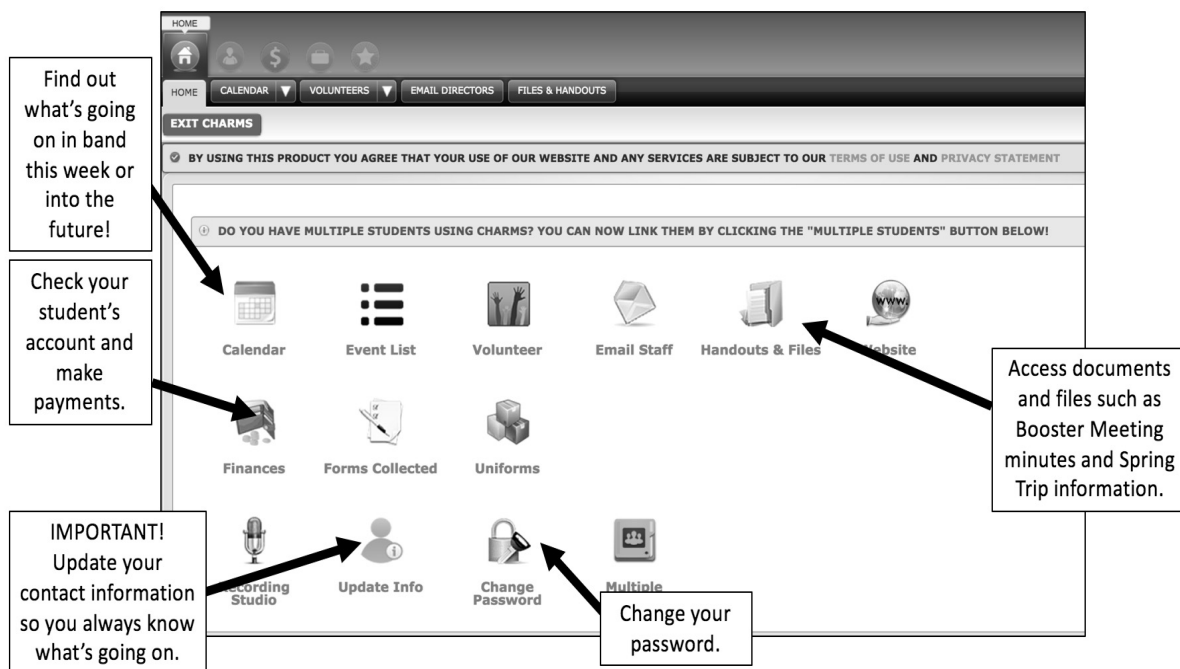 HOME
HOME CALENDAR VOLUNTEERS EMAIL DIRECTORS FILES & HANDOUTS
EXIT CHARMS
BY USING THIS PRODUCT YOU AGREE THAT YOUR USE OF OUR WEBSITE AND ANY SERVICES ARE SUBJECT TO OUR TERMS OF USE AND PRIVACY STATEMENT
DO YOU HAVE MULTIPLE STUDENTS USING CHARMS? YOU CAN NOW LINK THEM BY CLICKING THE "MULTIPLE STUDENTS" BUTTON BELOW!
Find out
what's going
on in band
this week or
into the
future!
www.
Calendar Event List Volunteer Email Staff Handouts & Files Website
Check your
student's
account and
make
payments.
Access documents
and files such as
Booster Meeting
minutes and Spring
Trip information.
Finances Forms Collected Uniforms
IMPORTANT!
Update your
contact information
so you always know
what's going on.
Recording
Studio
Update Info
Change
Password
Multiple
Change your
password.